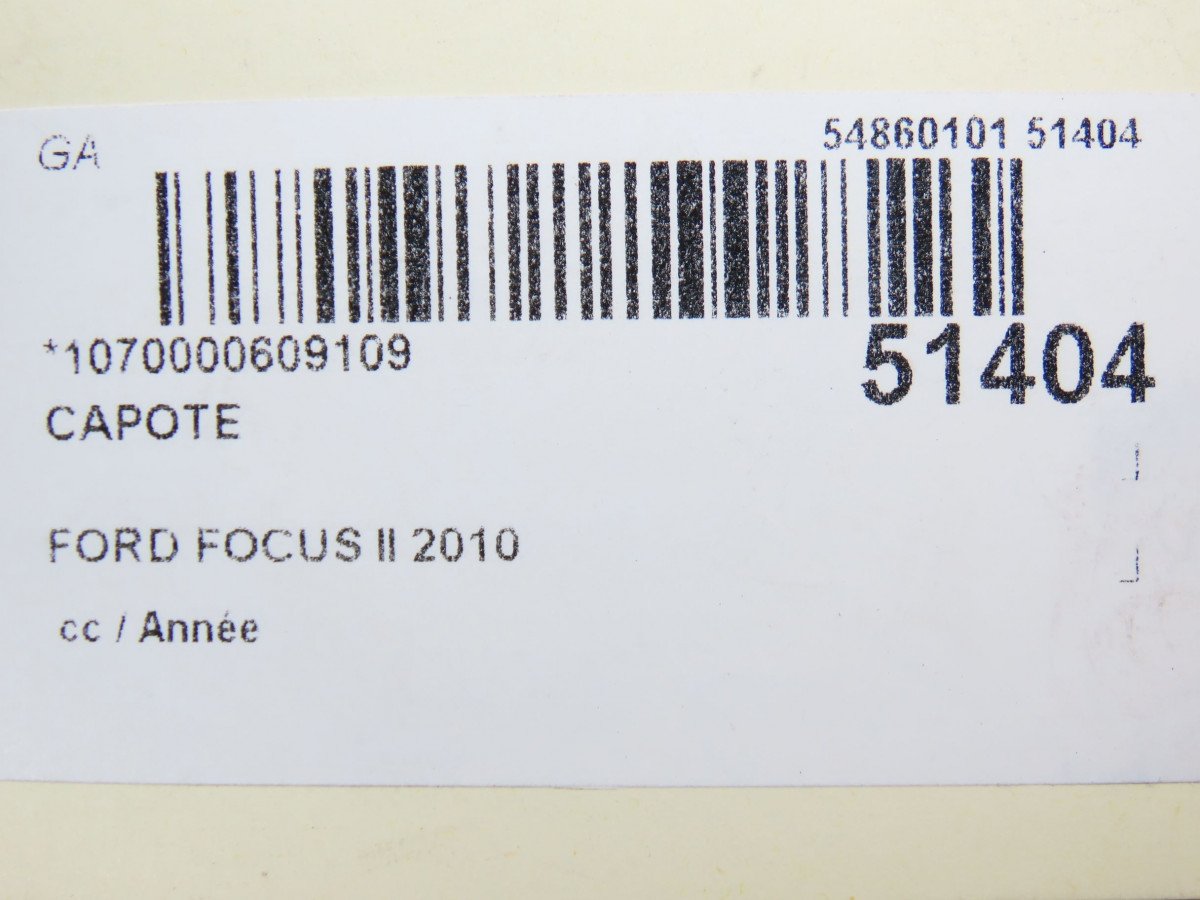 GA
54860101 51404
*1070000609109
51404
CAPOTE
FORD FOCUS II 2010
cc / Année